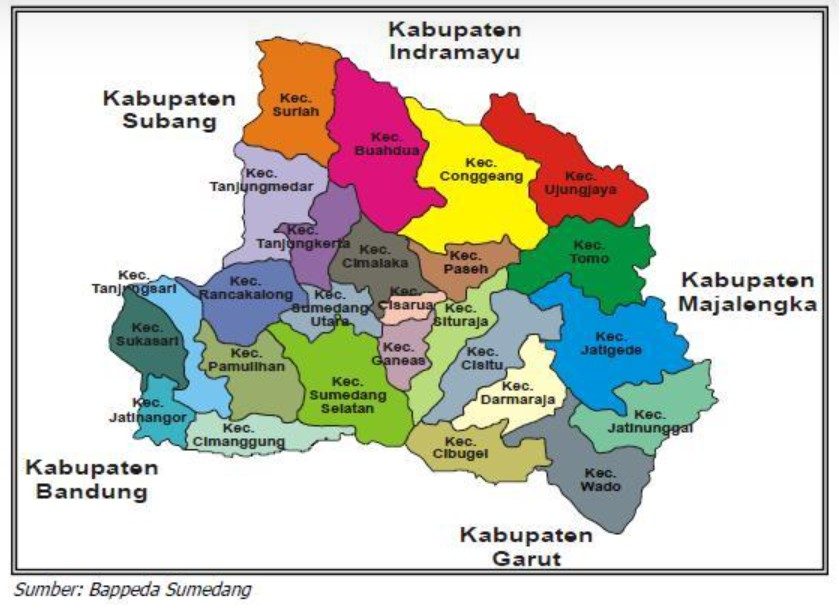 Kabupaten
Indramayu
Kabupaten
Subang
Kec.
Suriah
Kec.
Buahdua
Kec.
Conggeang
Kec.
Ujungjaya
Kec.
Tanjungmedar
Kec.
Tanjungkerta
Kec.
Cimalaka
Kec.
Paseh
Kec.
Tomo
Kabupaten
Majalengka
Kec.
Tanjungsari
Kec.
Rancakalong
Kec.
Sumedang
Utara
Kec.
Cisarua
Kec.
Situraja
Kec.
Sukasari
Kec.
Pamulihan
Kec.
Ganeas
Kec.
Cisitu
Kec.
Jatigede
Kec.
Sumedang
Selatan
Kec.
Darmaraja
Kec.
Jatinangor
Kec.
Cimanggung
Kec.
Jatinunggal
Kec.
Cibugel
Kec.
Wado
Kabupaten
Bandung
Kabupaten
Garut
Sumber: Bappeda Sumedang